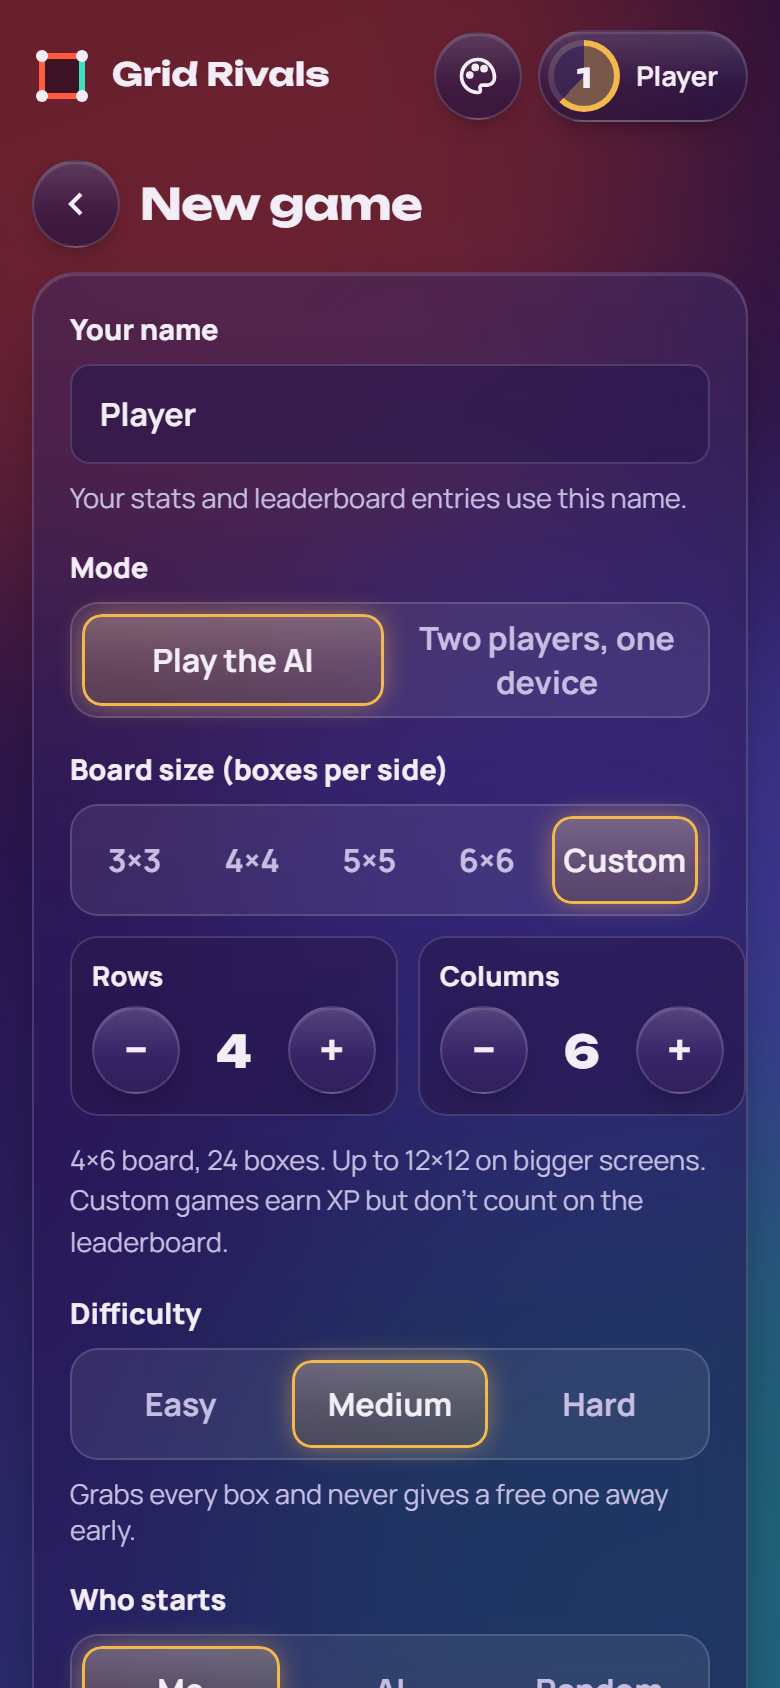 Grid Rivals
1 Player
New game
Your name
Player
Your stats and leaderboard entries use this name.
Mode
Play the AI
Two players, one
device
Board size (boxes per side)
3×3 4×4 5×5 6×6 Custom
Rows Columns
− 4 + − 6 +
4×6 board, 24 boxes. Up to 12×12 on bigger screens.
Custom games earn XP but don’t count on the
leaderboard.
Difficulty
Easy Medium Hard
Grabs every box and never gives a free one away
early.
Who starts
Me AI Random